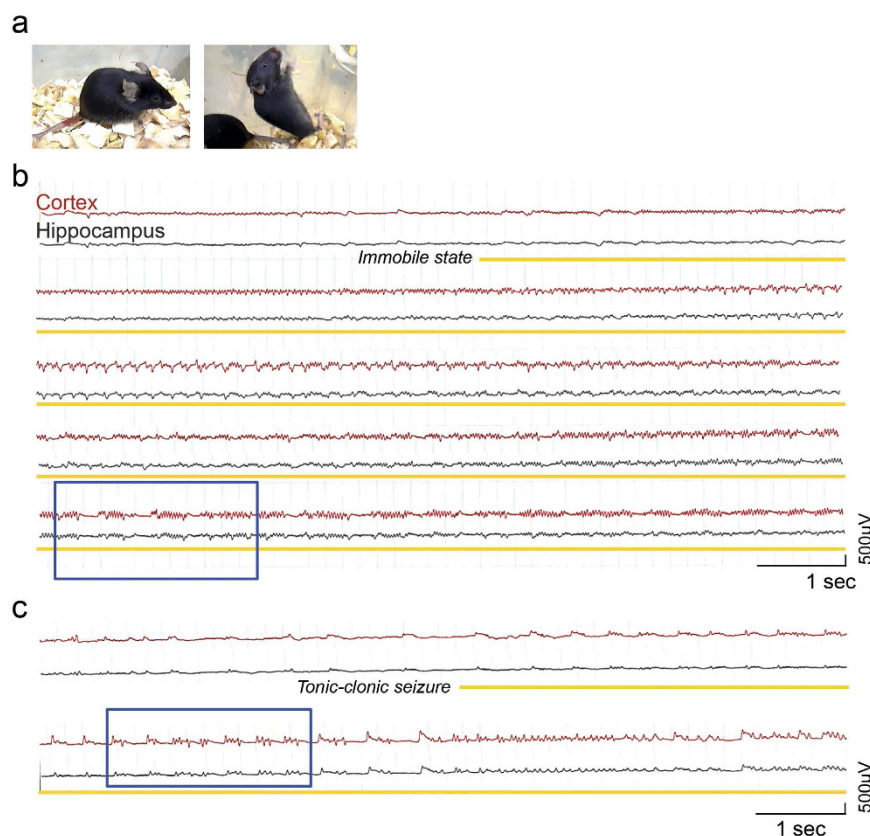 a
b
Cortex
Hippocampus
Immobile state
500µV
1 sec
c
Tonic-clonic seizure
500µV
1 sec